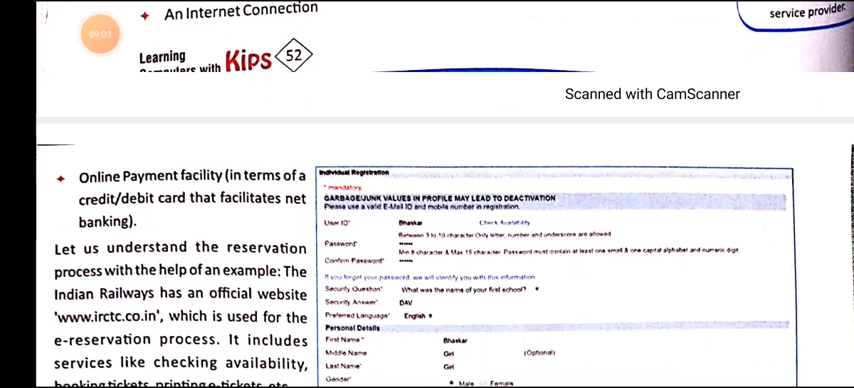 An Internet Connection
service provider.
09:03
Learning
Computers with Kips 52
Scanned with CamScanner
Online Payment facility (in terms of a
credit/debit card that facilitates net
banking).
Let us understand the reservation
process with the help of an example: The
Indian Railways has an official website
'www.irctc.co.in', which is used for the
e-reservation process. It includes
services like checking availability,
booking tickets, printing e-tickets, etc.
Individual Registration
* mandatory
GARBAGE/JUNK VALUES IN PROFILE MAY LEAD TO DEACTIVATION
Please use a valid E-Mail ID and mobile number in registration.
User ID* Bhaskar Check Availability
Between 3 to 10 character. Only letter, number and underscore are allowed
Password* ••••••
Min 8 character & Max 15 character. Password must contain at least one small & one capital alphabet and numeric digit.
Confirm Password* ••••••
If you forget your password, we will identify you with this information
Security Question* What was the name of your first school?
Security Answer* DAV
Preferred Language* English
Personal Details
First Name* Bhaskar
Middle Name Giri (Optional)
Last Name* Giri
Gender* Male Female